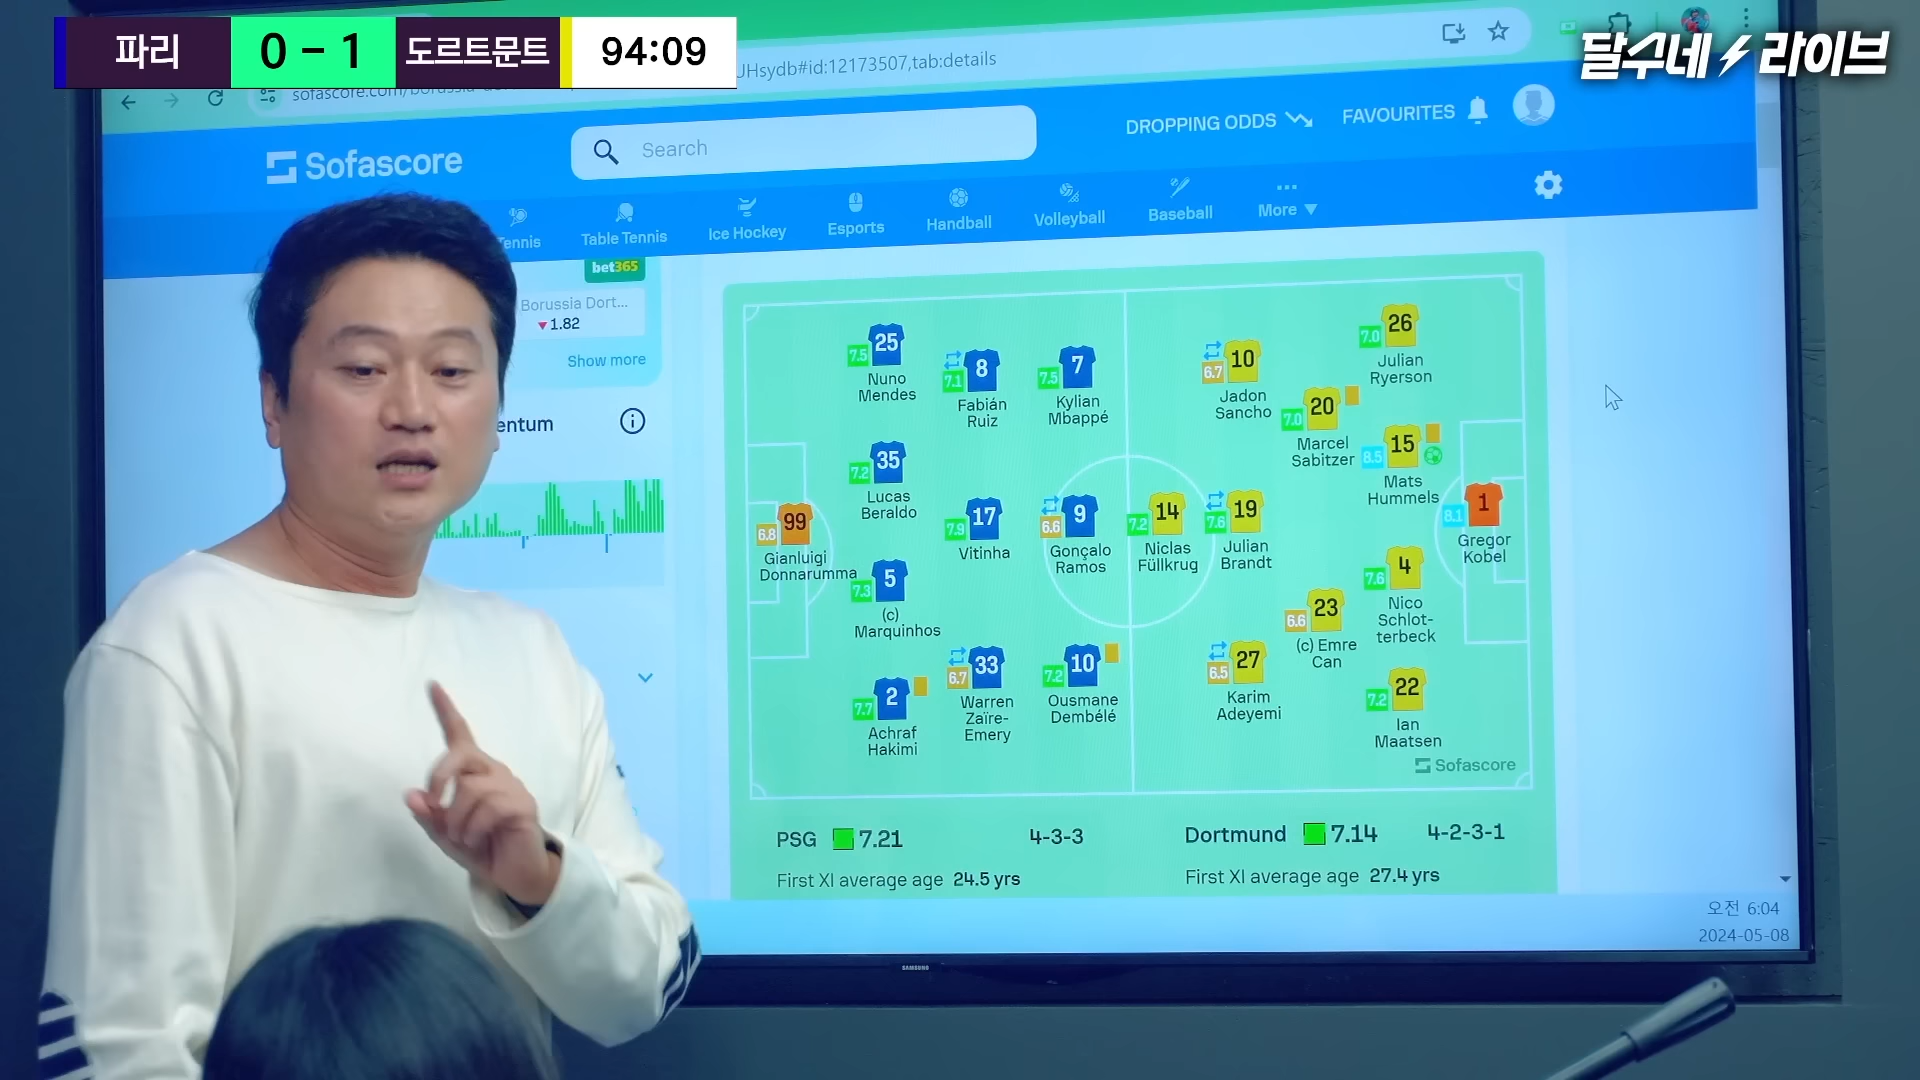 파리 0 - 1 도르트문트 94:09
달수네 라이브
JHsydb#id:12173507,tab:details
Sofascore
Search
DROPPING ODDS
FAVOURITES
Tennis
Table Tennis
Ice Hockey
Esports
Handball
Volleyball
Baseball
More
bet365
Borussia Dort...
1.82
Show more
entum
99
6.8
Gianluigi
Donnarumma
25
7.5
Nuno
Mendes
35
7.2
Lucas
Beraldo
5
7.3
(c)
Marquinhos
2
7.7
Achraf
Hakimi
8
7.1
Fabián
Ruiz
17
7.9
Vitinha
33
6.7
Warren
Zaïre-
Emery
7
7.5
Kylian
Mbappé
9
6.6
Gonçalo
Ramos
10
7.2
Ousmane
Dembélé
14
7.2
Niclas
Füllkrug
10
6.7
Jadon
Sancho
19
7.6
Julian
Brandt
27
6.5
Karim
Adeyemi
20
7.0
Marcel
Sabitzer
23
6.6
(c) Emre
Can
26
7.0
Julian
Ryerson
15
8.5
Mats
Hummels
4
7.6
Nico
Schlot-
terbeck
22
7.2
Ian
Maatsen
1
8.1
Gregor
Kobel
Sofascore
PSG 7.21 4-3-3
First XI average age 24.5 yrs
Dortmund 7.14 4-2-3-1
First XI average age 27.4 yrs
오전 6:04
2024-05-08
SAMSUNG